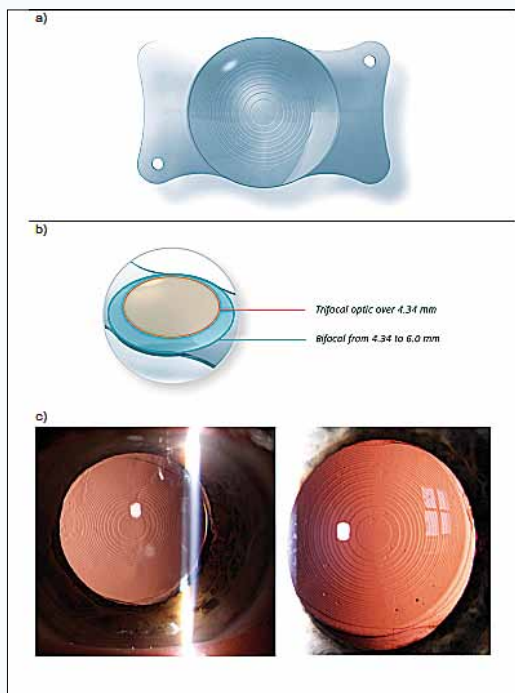 a)
b)
Trifocal optic over 4.34 mm
Bifocal from 4.34 to 6.0 mm
c)